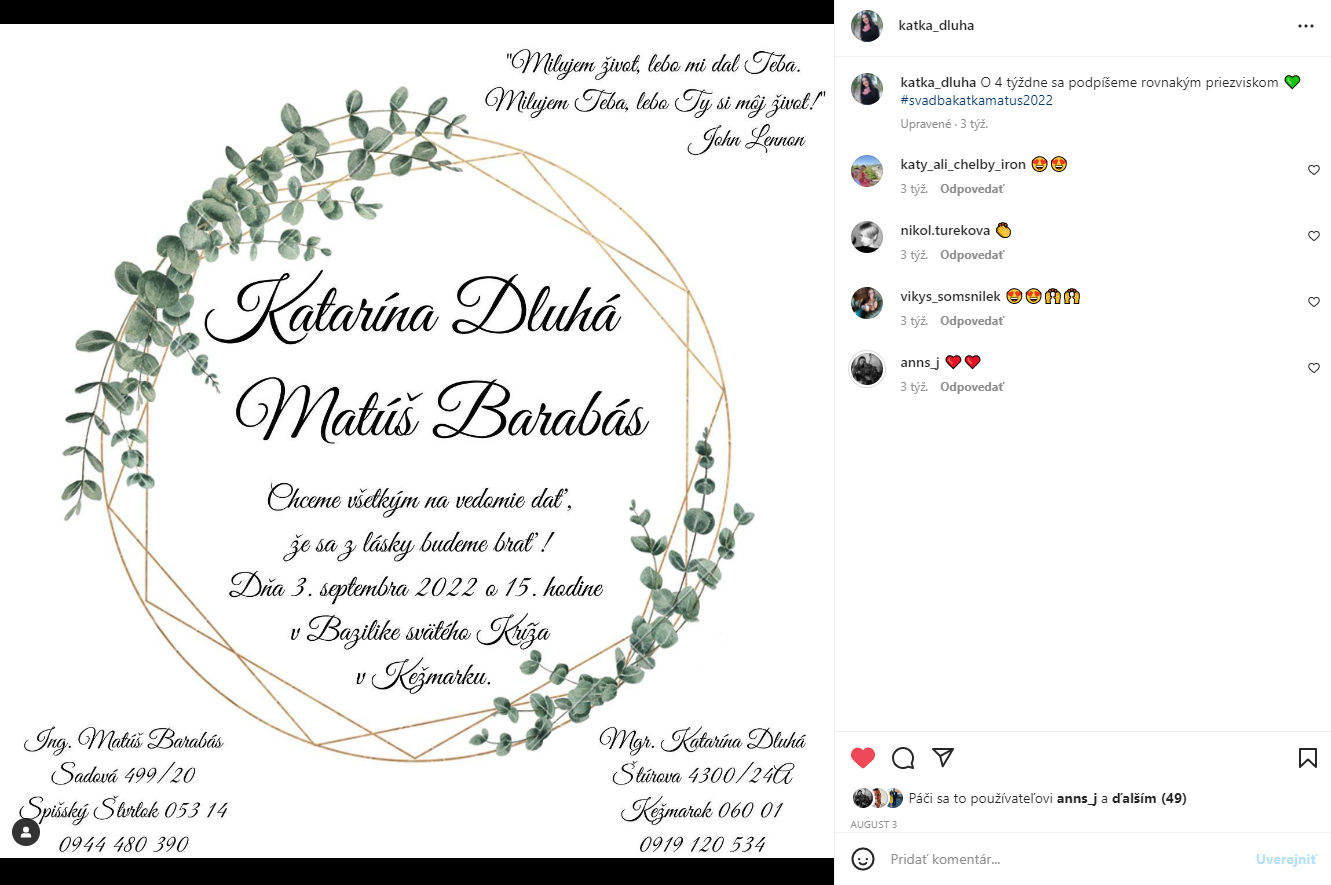 "Milujem život, lebo mi dal Teba.
Milujem Teba, lebo Ty si môj život!"
John Lennon
Katarína Dluhá
Matúš Barabás
Chceme všetkým na vedomie dať,
že sa z lásky budeme brať !
Dňa 3. septembra 2022 o 15. hodine
v Bazilike svätého Kríža
v Kežmarku.
Ing. Matúš Barabás
Sadová 499/20
Spišský Štvrtok 053 14
0944 480 390
Mgr. Katarína Dluhá
Štúrova 4300/24A
Kežmarok 060 01
0919 120 534
katka_dluha
katka_dluha O 4 týždne sa podpíšeme rovnakým priezviskom 💚
#svadbakatkamatus2022
Upravené · 3 týž.
katy_ali_chelby_iron 😍😍
3 týž. Odpovedať
nikol.turekova 👏
3 týž. Odpovedať
vikys_somsnilek 😍😍🙌🙌
3 týž. Odpovedať
anns_j ❤️❤️
3 týž. Odpovedať
Páči sa to používateľovi anns_j a ďalším (49)
AUGUST 3
Pridať komentár...
Uverejniť